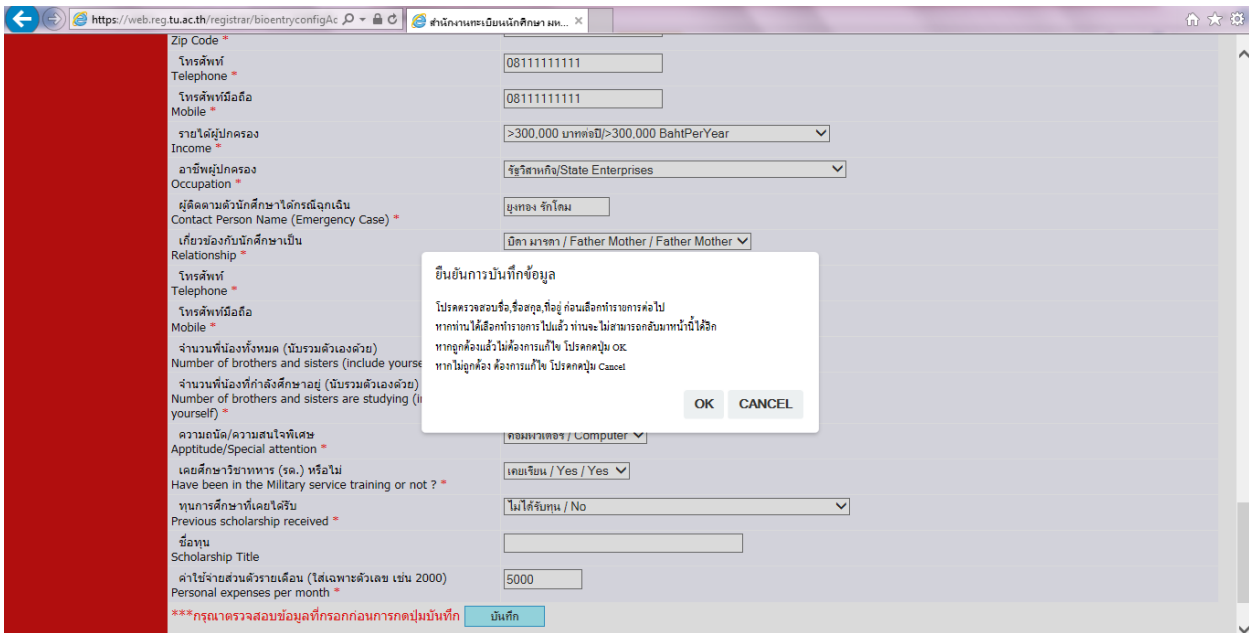 https://web.reg.tu.ac.th/registrar/bioentryconfigAc
สำนักงานทะเบียนนักศึกษา มห...
Zip Code *
โทรศัพท์
Telephone *
08111111111
โทรศัพท์มือถือ
Mobile *
08111111111
รายได้ผู้ปกครอง
Income *
>300,000 บาทต่อปี/>300,000 BahtPerYear
อาชีพผู้ปกครอง
Occupation *
รัฐวิสาหกิจ/State Enterprises
ผู้ติดตามตัวนักศึกษาได้กรณีฉุกเฉิน
Contact Person Name (Emergency Case) *
ยุงทอง รักโดม
เกี่ยวข้องกับนักศึกษาเป็น
Relationship *
บิดา มารดา / Father Mother / Father Mother
โทรศัพท์
Telephone *
โทรศัพท์มือถือ
Mobile *
จำนวนพี่น้องทั้งหมด (นับรวมตัวเองด้วย)
Number of brothers and sisters (include yourse
จำนวนพี่น้องที่กำลังศึกษาอยู่ (นับรวมตัวเองด้วย)
Number of brothers and sisters are studying (i
yourself) *
ยืนยันการบันทึกข้อมูล
โปรดตรวจสอบชื่อ,ชื่อสกุล,ที่อยู่ ก่อนเลือกทำรายการต่อไป
หากท่านได้เลือกทำรายการไปแล้ว ท่านจะไม่สามารถกลับมาหน้านี้ได้อีก
หากถูกต้องแล้วไม่ต้องการแก้ไข โปรดกดปุ่ม OK
หากไม่ถูกต้อง ต้องการแก้ไข โปรดกดปุ่ม Cancel
OK CANCEL
ความถนัด/ความสนใจพิเศษ
Apptitude/Special attention *
คอมพิวเตอร์ / Computer
เคยศึกษาวิชาทหาร (รด.) หรือไม่
Have been in the Military service training or not ? *
เคยเรียน / Yes / Yes
ทุนการศึกษาที่เคยได้รับ
Previous scholarship received *
ไม่ได้รับทุน / No
ชื่อทุน
Scholarship Title
ค่าใช้จ่ายส่วนตัวรายเดือน (ใส่เฉพาะตัวเลข เช่น 2000)
Personal expenses per month *
5000
***กรุณาตรวจสอบข้อมูลที่กรอกก่อนการกดปุ่มบันทึก
บันทึก